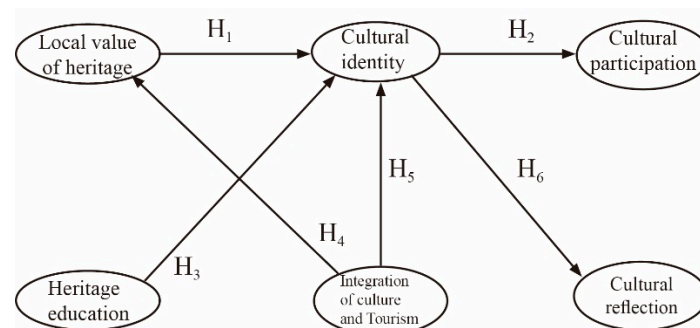 Local value
of heritage
H₁
Cultural
identity
H₂
Cultural
participation
H₅
H₆
H₄
H₃
Heritage
education
Integration
of culture
and Tourism
Cultural
reflection